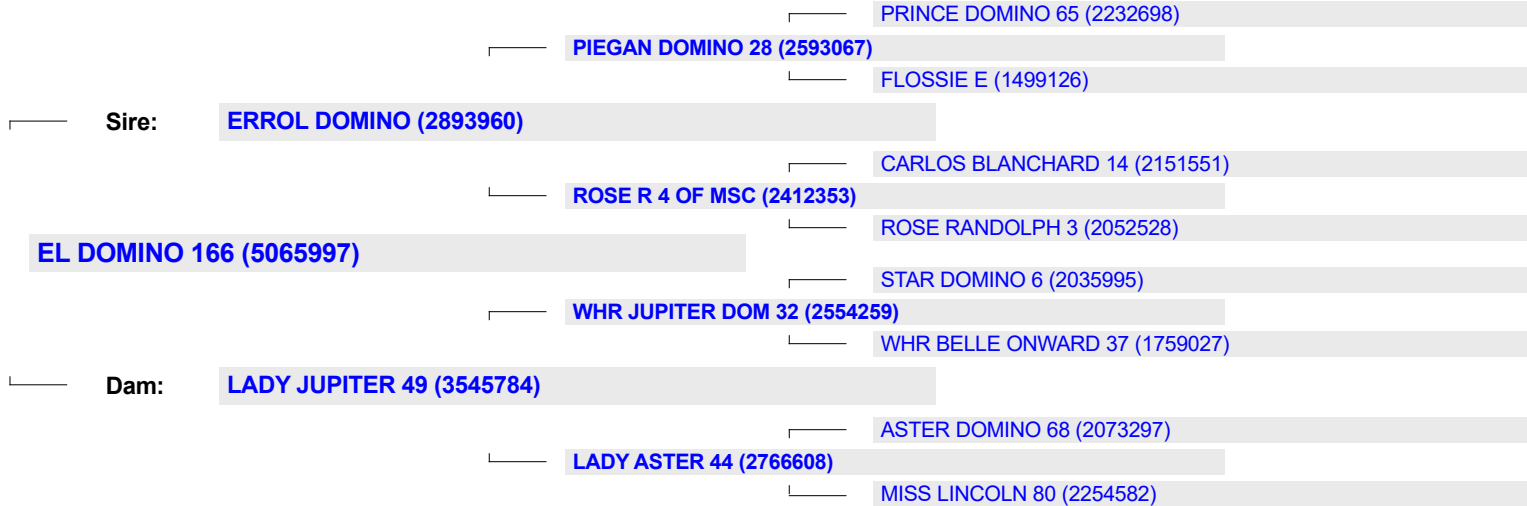 PRINCE DOMINO 65 (2232698)
PIEGAN DOMINO 28 (2593067)
FLOSSIE E (1499126)
Sire: ERROL DOMINO (2893960)
CARLOS BLANCHARD 14 (2151551)
ROSE R 4 OF MSC (2412353)
ROSE RANDOLPH 3 (2052528)
EL DOMINO 166 (5065997)
STAR DOMINO 6 (2035995)
WHR JUPITER DOM 32 (2554259)
WHR BELLE ONWARD 37 (1759027)
Dam: LADY JUPITER 49 (3545784)
ASTER DOMINO 68 (2073297)
LADY ASTER 44 (2766608)
MISS LINCOLN 80 (2254582)